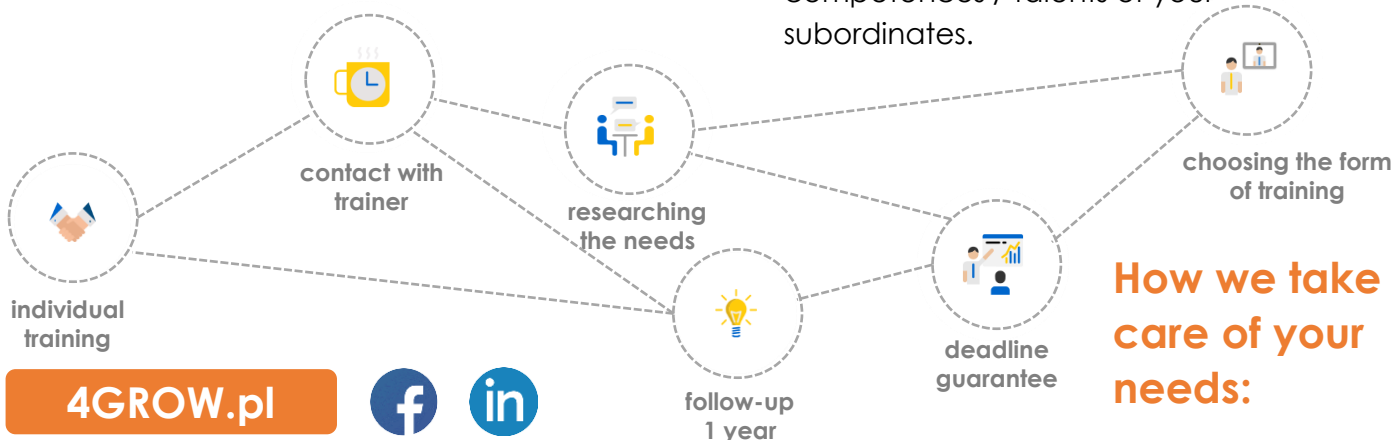 subordinates.
contact with
trainer
researching
the needs
choosing the form
of training
individual
training
deadline
guarantee
follow-up
1 year
How we take
care of your
needs:
4GROW.pl
f
in